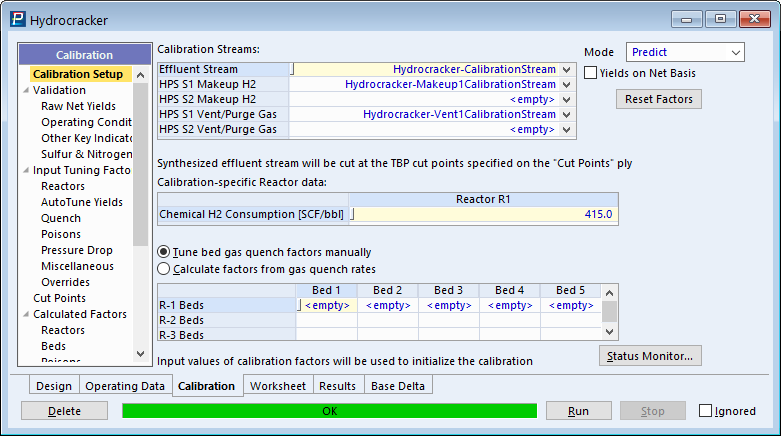 Hydrocracker
Calibration
Calibration Setup
Validation
Raw Net Yields
Operating Condit
Other Key Indicato
Sulfur & Nitrogen
Input Tuning Facto
Reactors
AutoTune Yields
Quench
Poisons
Pressure Drop
Miscellaneous
Overrides
Cut Points
Calculated Factors
Reactors
Beds
Poisons
Calibration Streams:
Effluent Stream Hydrocracker-CalibrationStream
HPS S1 Makeup H2 Hydrocracker-Makeup1CalibrationStream
HPS S2 Makeup H2 <empty>
HPS S1 Vent/Purge Gas Hydrocracker-Vent1CalibrationStream
HPS S2 Vent/Purge Gas <empty>
Mode Predict
Yields on Net Basis
Reset Factors
Synthesized effluent stream will be cut at the TBP cut points specified on the "Cut Points" ply
Calibration-specific Reactor data:
Reactor R1
Chemical H2 Consumption [SCF/bbl] 415.0
Tune bed gas quench factors manually
Calculate factors from gas quench rates
Bed 1 Bed 2 Bed 3 Bed 4 Bed 5
R-1 Beds <empty> <empty> <empty> <empty> <empty>
R-2 Beds
R-3 Beds
Input values of calibration factors will be used to initialize the calibration
Status Monitor...
Design Operating Data Calibration Worksheet Results Base Delta
Delete OK Run Stop Ignored